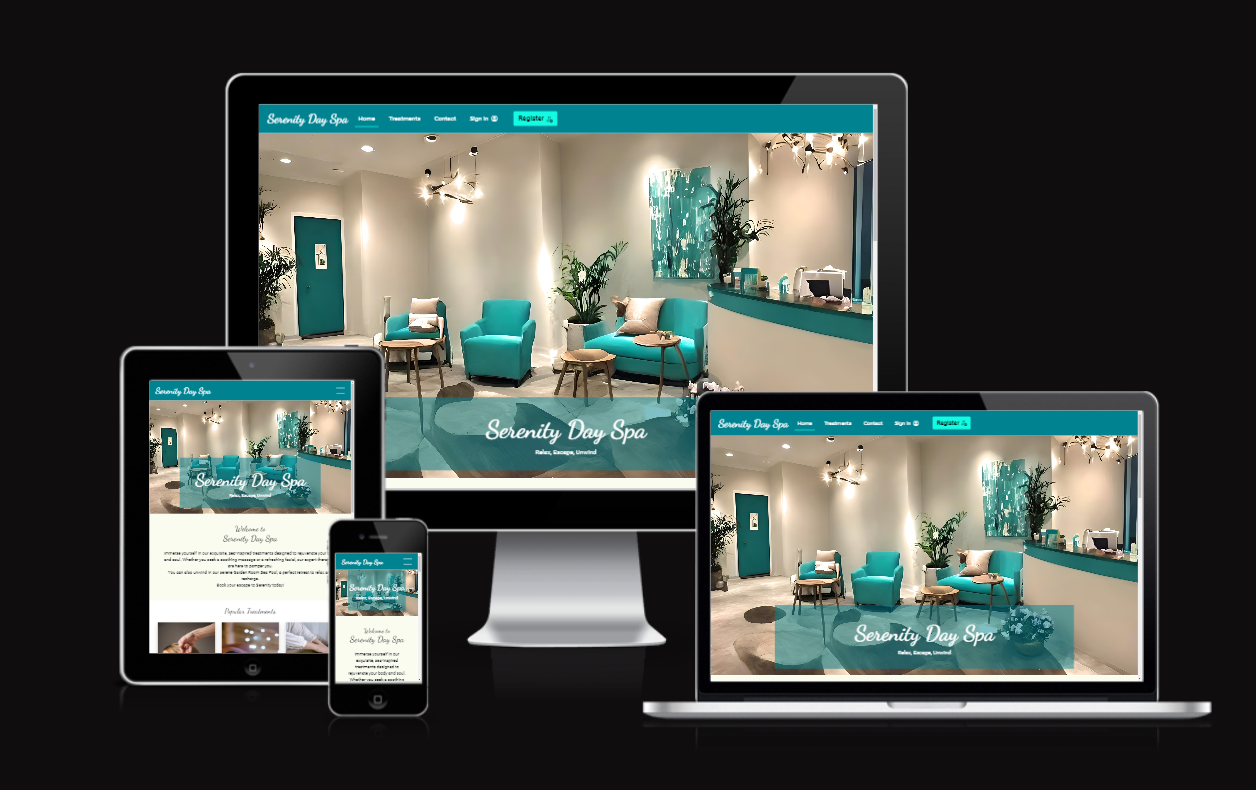 Serenity Day Spa Home Treatments Contact Sign in Register
Serenity Day Spa
Relax, Escape, Unwind
Serenity Day Spa
Serenity Day Spa
Relax, Escape, Unwind
Welcome to
Serenity Day Spa
Immerse yourself in our exquisite, sea-inspired treatments designed to rejuvenate your
and soul. Whether you seek a soothing massage or a refreshing facial, our expert
are here to pamper you.
You can also unwind in our serene Garden Room Sea Pool, a perfect retreat to relax
recharge.
Book your escape to Serenity today!
Popular Treatments
Serenity Day Spa
Serenity Day Spa
Relax, Escape, Unwind
Welcome to
Serenity Day Spa
Immerse yourself in our
exquisite, sea-inspired
treatments designed to
rejuvenate your body and soul.
Whether you seek a soothing
Serenity Day Spa Home Treatments Contact Sign in Register
Serenity Day Spa
Relax, Escape, Unwind